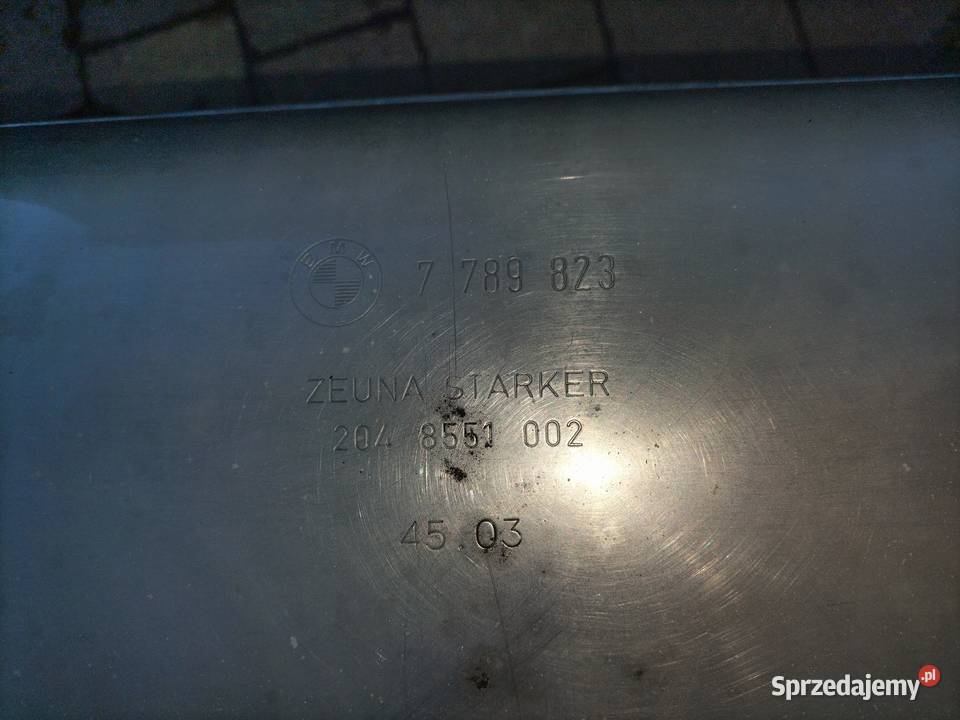 BMW 7 789 823
ZEUNA STARKER
204 8551 002
45.03
Sprzedajemy.pl